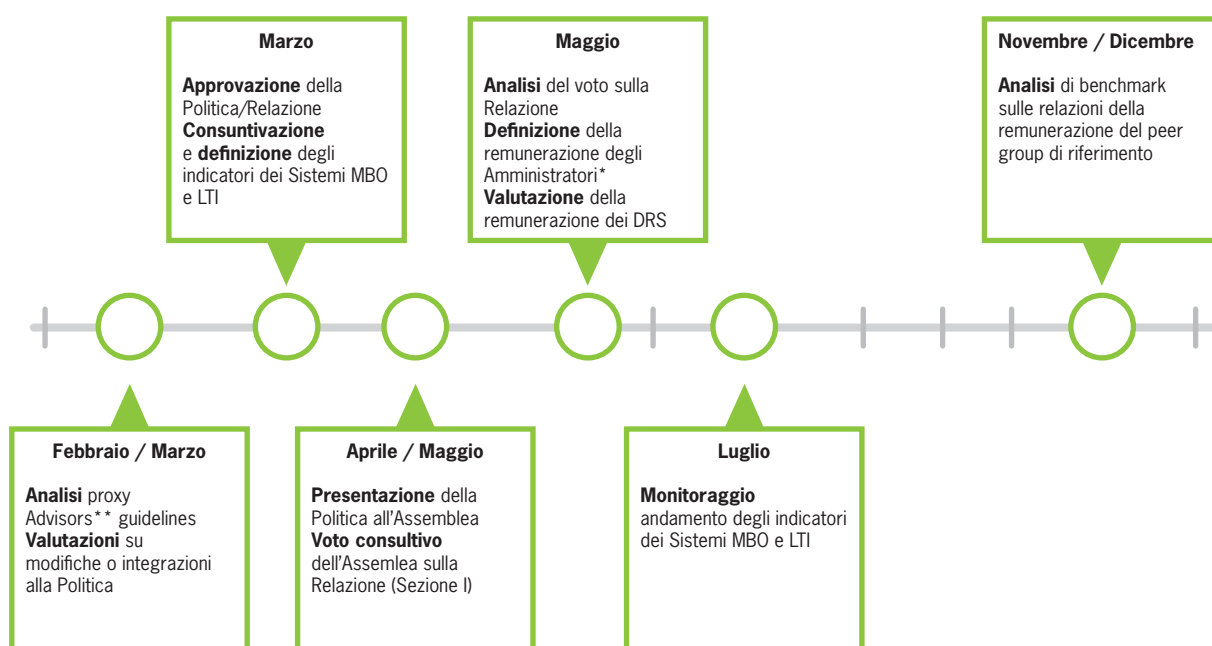 Marzo
Approvazione della
Politica/Relazione
Consuntivazione
e definizione degli
indicatori dei Sistemi MBO
e LTI
Maggio
Analisi del voto sulla
Relazione
Definizione della
remunerazione degli
Amministratori*
Valutazione della
remunerazione dei DRS
Novembre / Dicembre
Analisi di benchmark
sulle relazioni della
remunerazione del peer
group di riferimento
Febbraio / Marzo
Analisi proxy
Advisors** guidelines
Valutazioni su
modifiche o integrazioni
alla Politica
Aprile / Maggio
Presentazione della
Politica all'Assemblea
Voto consultivo
dell'Assemlea sulla
Relazione (Sezione I)
Luglio
Monitoraggio
andamento degli indicatori
dei Sistemi MBO e LTI